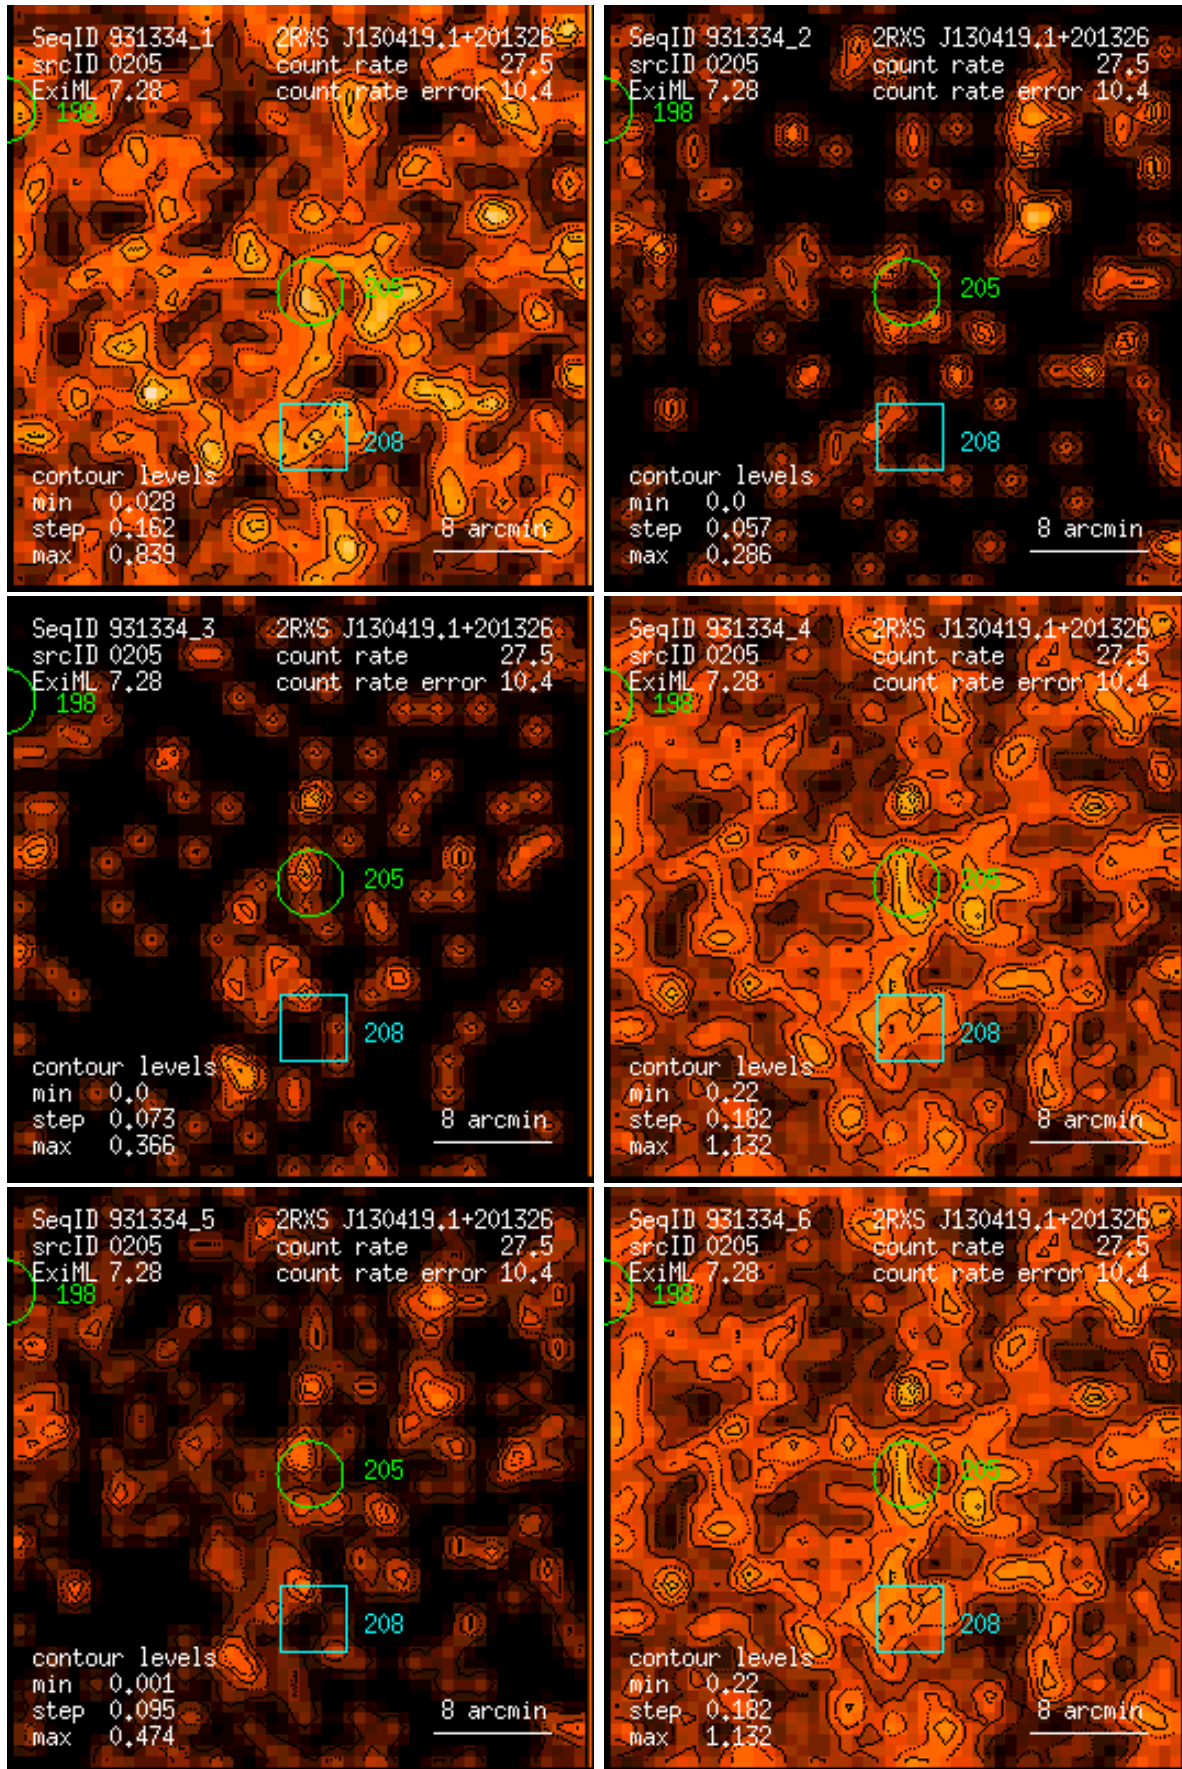 SeqID 931334_1 2RXS J130419.1+201326
srcID 0205 count rate 27.5
ExiML 7.28 count rate error 10.4
198
205
208
contour levels
min 0.028
step 0.162 8 arcmin
max 0.839
SeqID 931334_2 2RXS J130419.1+201326
srcID 0205 count rate 27.5
ExiML 7.28 count rate error 10.4
198
205
208
contour levels
min 0.0
step 0.057 8 arcmin
max 0.286
SeqID 931334_3 2RXS J130419.1+201326
srcID 0205 count rate 27.5
ExiML 7.28 count rate error 10.4
198
205
208
contour levels
min 0.0
step 0.073 8 arcmin
max 0.366
SeqID 931334_4 2RXS J130419.1+201326
srcID 0205 count rate 27.5
ExiML 7.28 count rate error 10.4
198
205
208
contour levels
min 0.22
step 0.182 8 arcmin
max 1.132
SeqID 931334_5 2RXS J130419.1+201326
srcID 0205 count rate 27.5
ExiML 7.28 count rate error 10.4
198
205
208
contour levels
min 0.001
step 0.095 8 arcmin
max 0.474
SeqID 931334_6 2RXS J130419.1+201326
srcID 0205 count rate 27.5
ExiML 7.28 count rate error 10.4
198
205
208
contour levels
min 0.22
step 0.182 8 arcmin
max 1.132